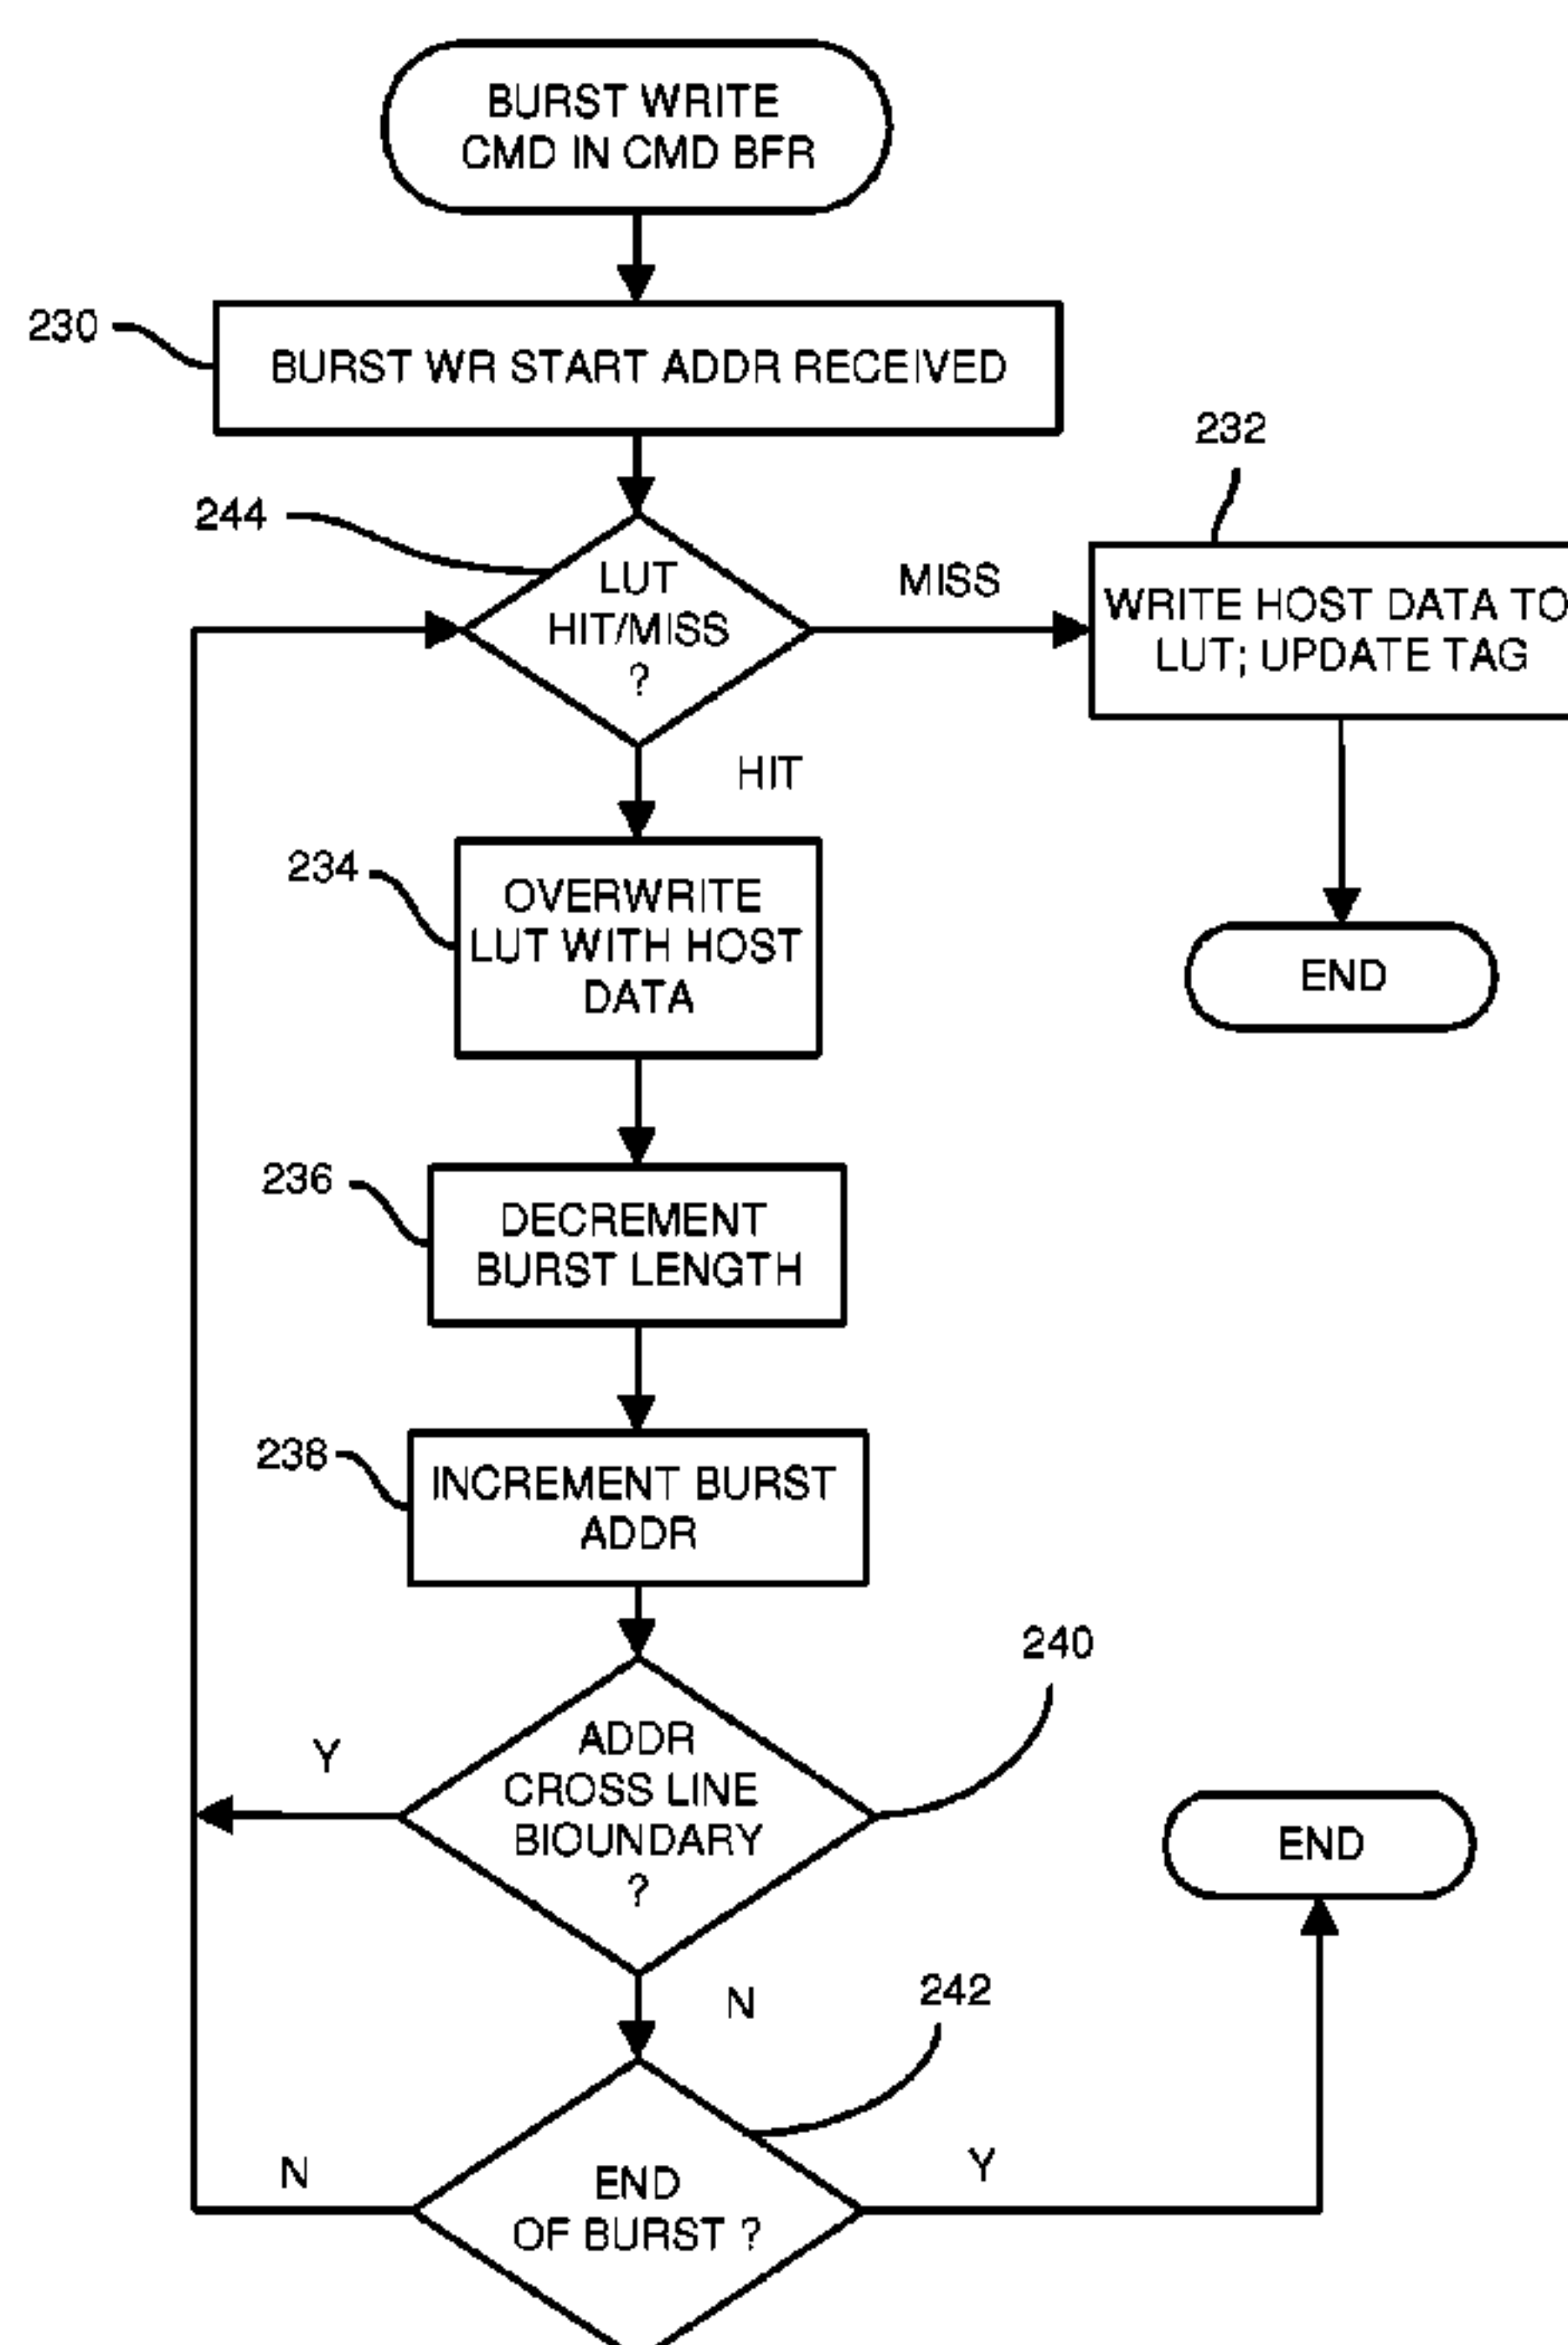 BURST WRITE
CMD IN CMD BFR
230
BURST WR START ADDR RECEIVED
232
244
LUT
HIT/MISS
?
MISS
WRITE HOST DATA TO
LUT; UPDATE TAG
HIT
234
OVERWRITE
LUT WITH HOST
DATA
END
236
DECREMENT
BURST LENGTH
238
INCREMENT BURST
ADDR
240
Y
ADDR
CROSS LINE
BIOUNDARY
?
END
N
242
N
END
OF BURST ?
Y